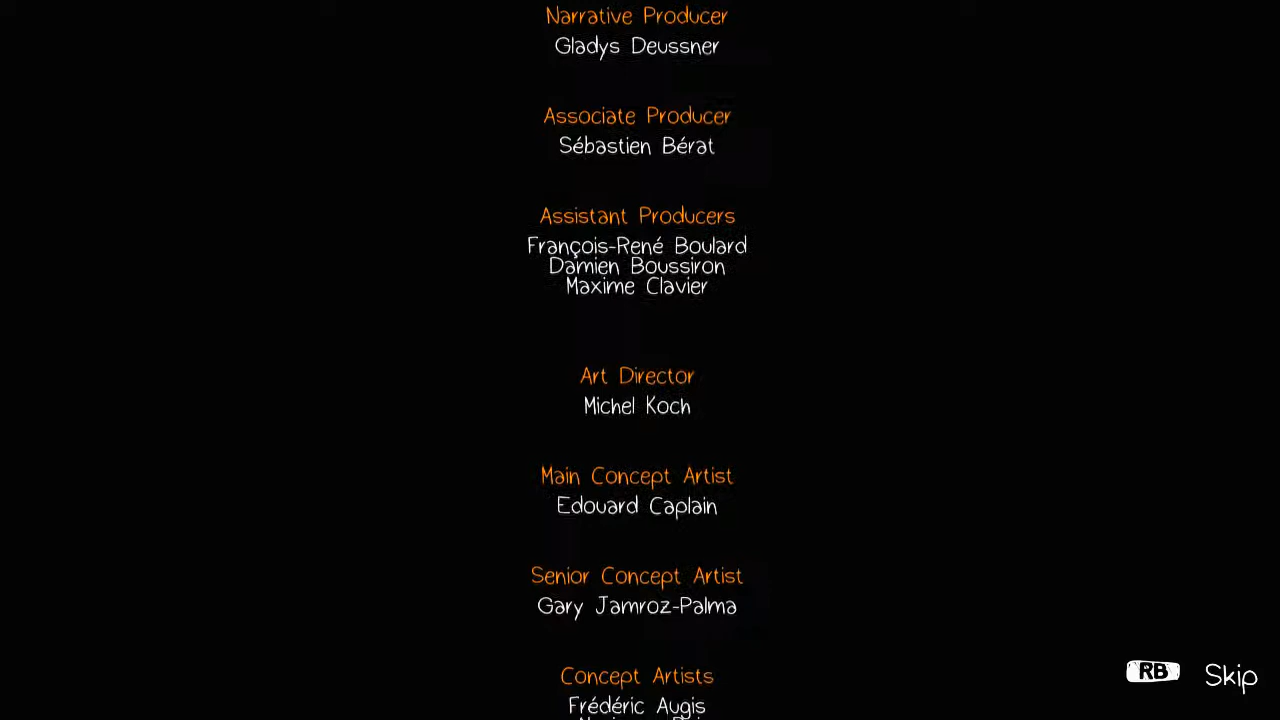 Narrative Producer
Gladys Deussner
Associate Producer
Sébastien Bérat
Assistant Producers
François-René Boulard
Damien Boussiron
Maxime Clavier
Art Director
Michel Koch
Main Concept Artist
Edouard Caplain
Senior Concept Artist
Gary Jamroz-Palma
Concept Artists
Frédéric Augis
RB Skip